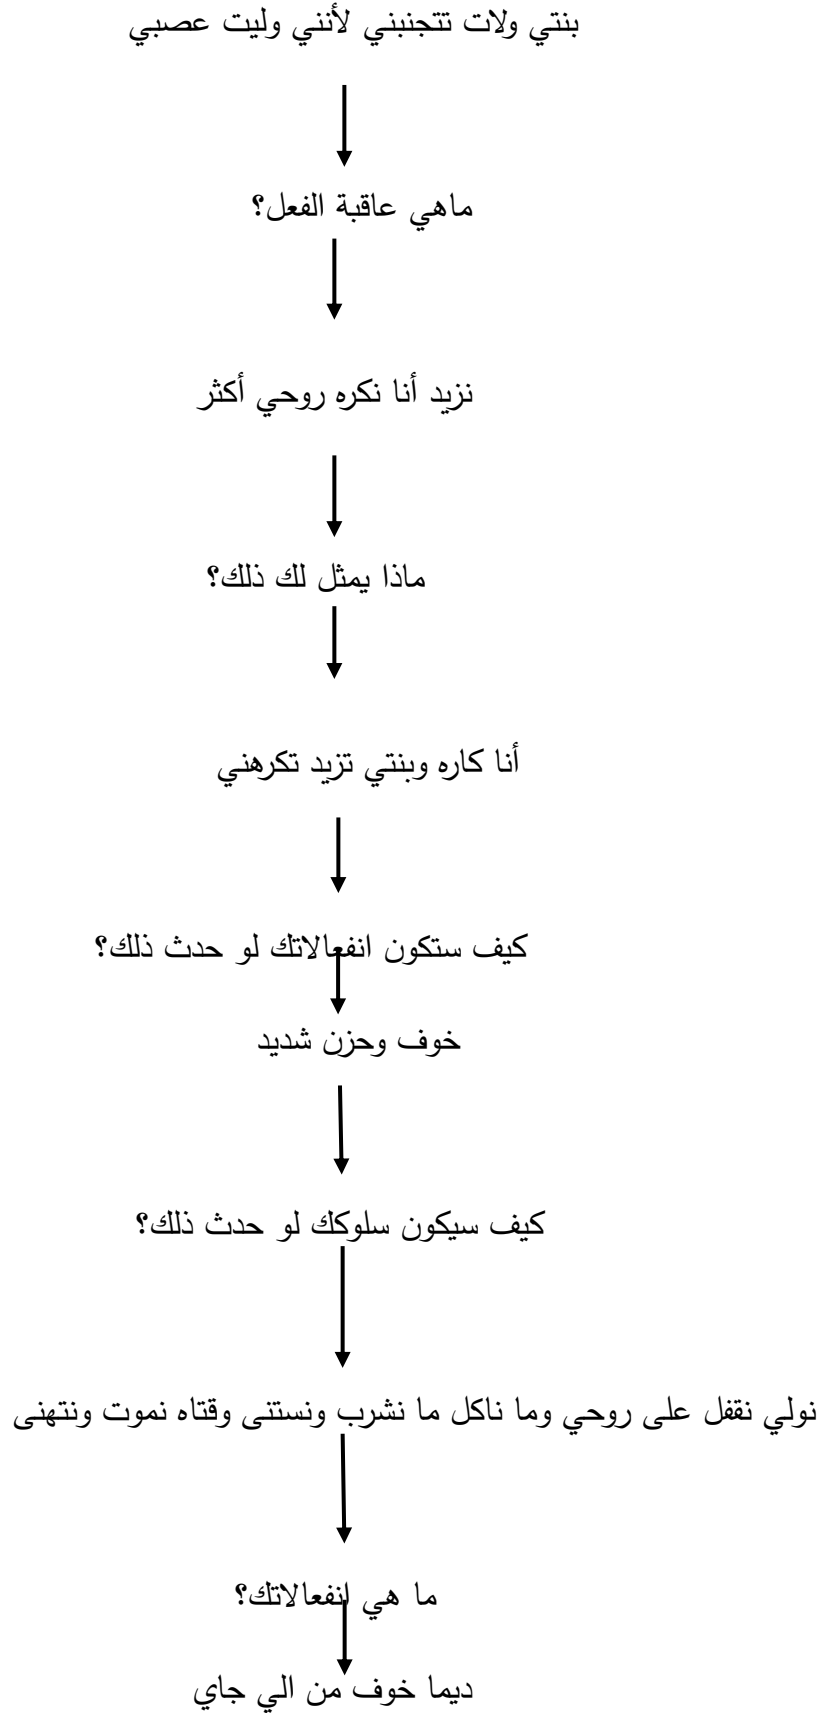 بنتي ولات تتجنبني لأنني وليت عصبي
ماهي عاقبة الفعل؟
نزيد أنا نكره روحي أكثر
ماذا يمثل لك ذلك؟
أنا كاره وبنتي تزيد تكرهني
كيف ستكون انفعالاتك لو حدث ذلك؟
خوف وحزن شديد
كيف سيكون سلوكك لو حدث ذلك؟
نولي نقفل على روحي وما ناكل ما نشرب ونستنى وقتاه نموت ونتهنى
ما هي انفعالاتك؟
ديما خوف من الي جاي